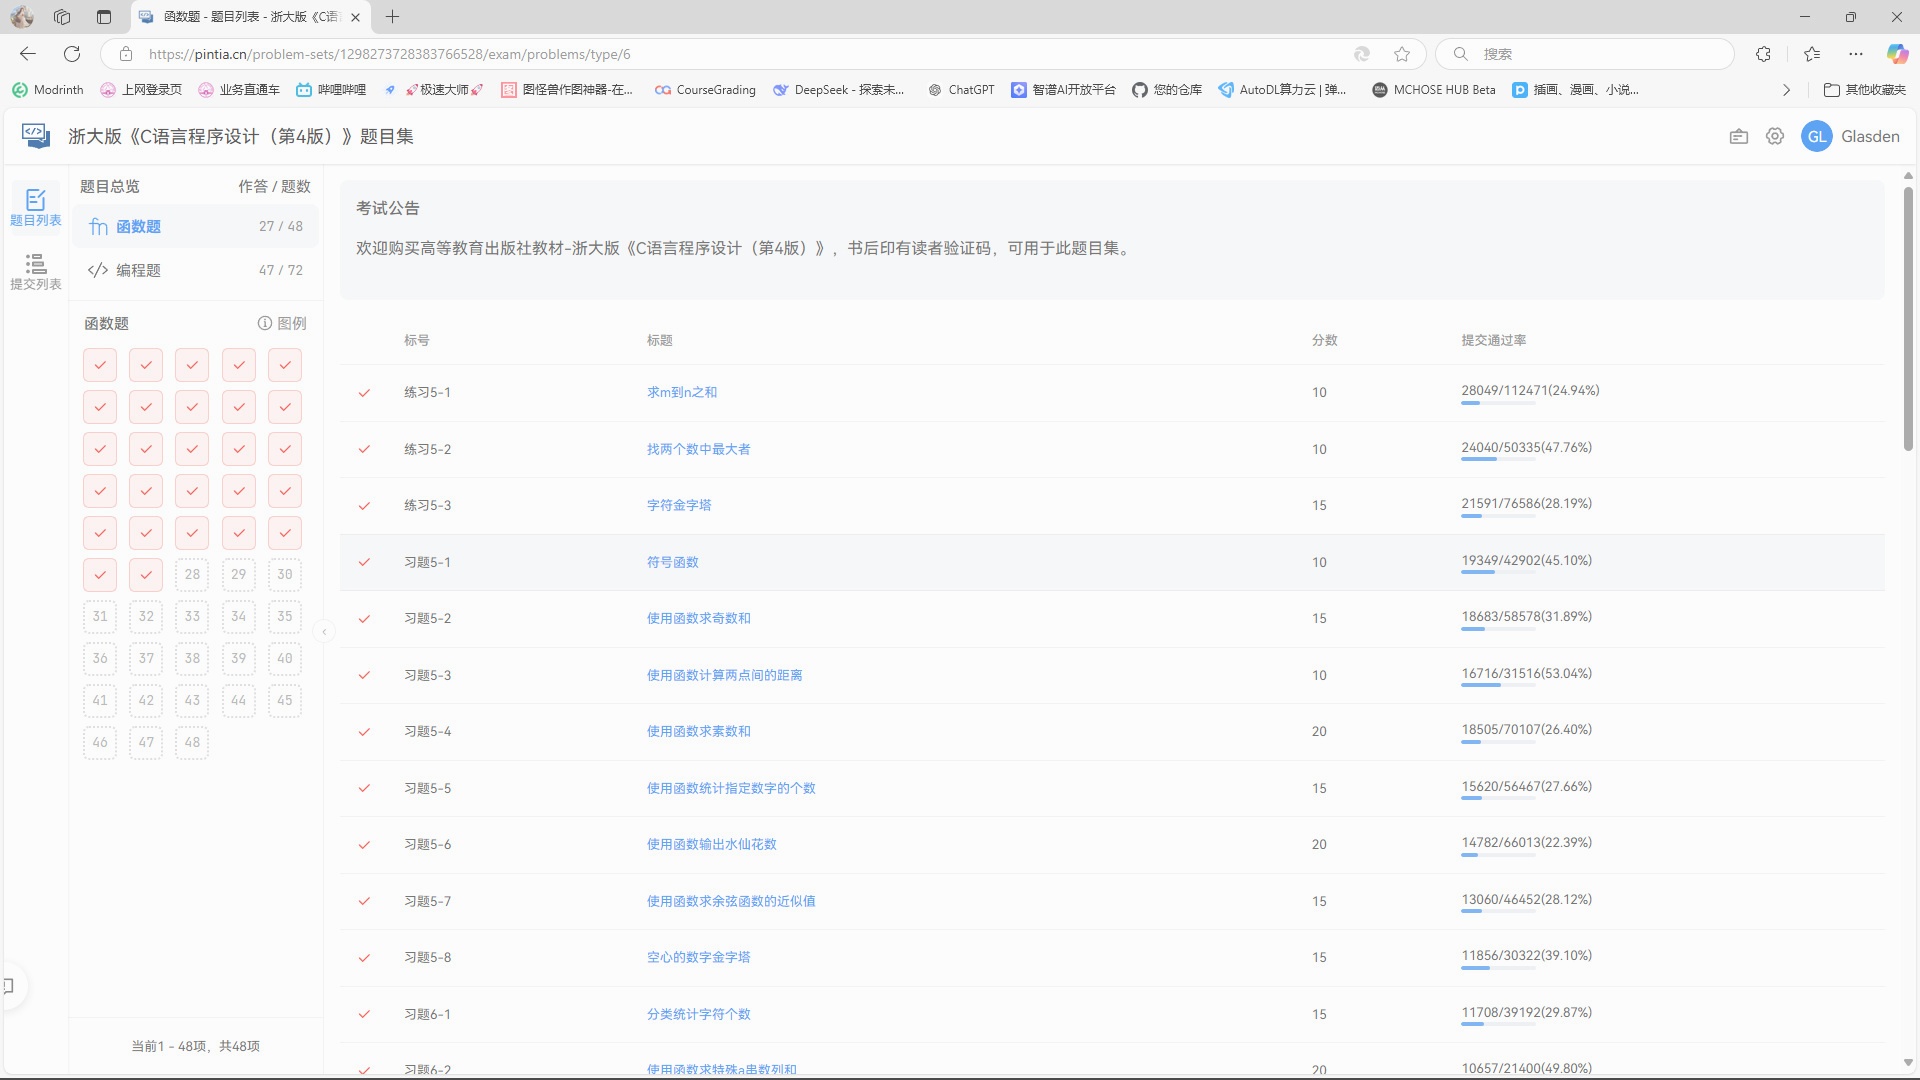 函数题 - 题目列表 - 浙大版《C语
https://pintia.cn/problem-sets/1298273728383766528/exam/problems/type/6
搜索
Modrinth
上网登录页
业务直通车
哔哩哔哩
🚀极速大师🚀
图怪兽作图神器-在...
CourseGrading
DeepSeek - 探索未...
ChatGPT
智谱AI开放平台
您的仓库
AutoDL算力云 | 弹...
MCHOSE HUB Beta
插画、漫画、小说...
其他收藏夹
浙大版《C语言程序设计（第4版）》题目集
GL Glasden
题目列表
提交列表
题目总览 作答 / 题数
fn 函数题 27 / 48
</> 编程题 47 / 72
函数题 图例
28 29 30
31 32 33 34 35
36 37 38 39 40
41 42 43 44 45
46 47 48
当前1 - 48项，共48项
考试公告
欢迎购买高等教育出版社教材-浙大版《C语言程序设计（第4版）》，书后印有读者验证码，可用于此题目集。
标号 标题 分数 提交通过率
练习5-1 求m到n之和 10 28049/112471(24.94%)
练习5-2 找两个数中最大者 10 24040/50335(47.76%)
练习5-3 字符金字塔 15 21591/76586(28.19%)
习题5-1 符号函数 10 19349/42902(45.10%)
习题5-2 使用函数求奇数和 15 18683/58578(31.89%)
习题5-3 使用函数计算两点间的距离 10 16716/31516(53.04%)
习题5-4 使用函数求素数和 20 18505/70107(26.40%)
习题5-5 使用函数统计指定数字的个数 15 15620/56467(27.66%)
习题5-6 使用函数输出水仙花数 20 14782/66013(22.39%)
习题5-7 使用函数求余弦函数的近似值 15 13060/46452(28.12%)
习题5-8 空心的数字金字塔 15 11856/30322(39.10%)
习题6-1 分类统计字符个数 15 11708/39192(29.87%)
习题6-2 使用函数求特殊a串数列和 20 10657/21400(49.80%)